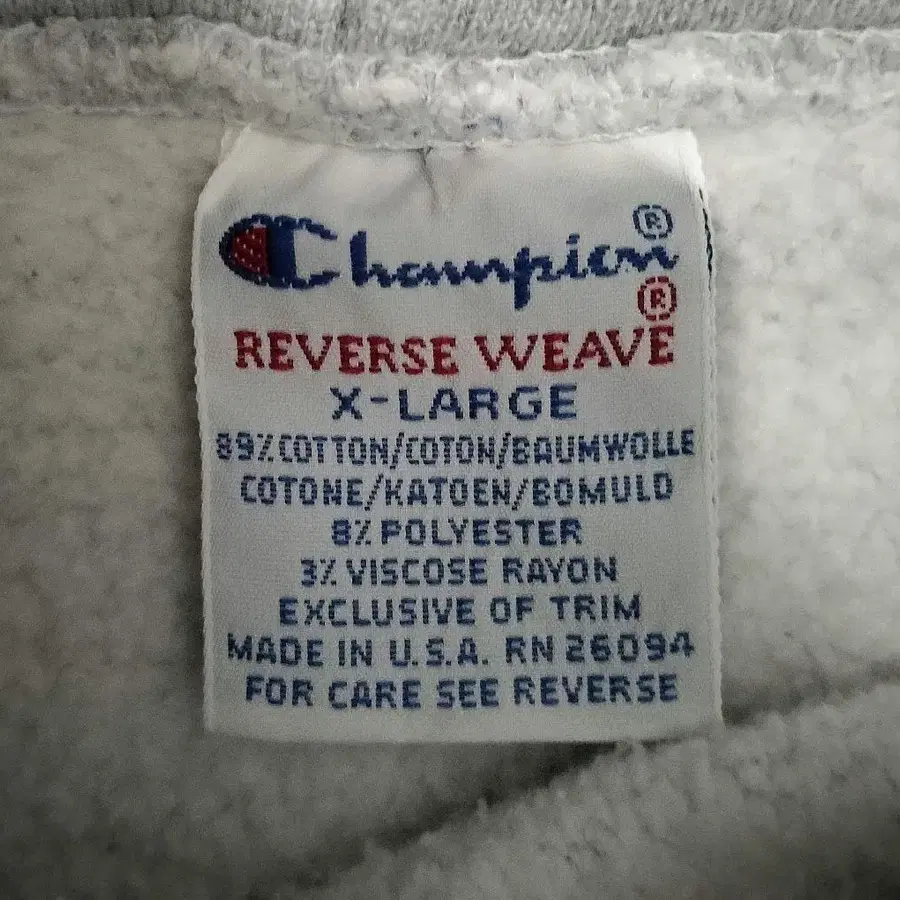 Champion®
REVERSE WEAVE®
X-LARGE
89% COTTON/COTON/BAUMWOLLE
COTONE/KATOEN/BOMULD
8% POLYESTER
3% VISCOSE RAYON
EXCLUSIVE OF TRIM
MADE IN U.S.A. RN 26094
FOR CARE SEE REVERSE